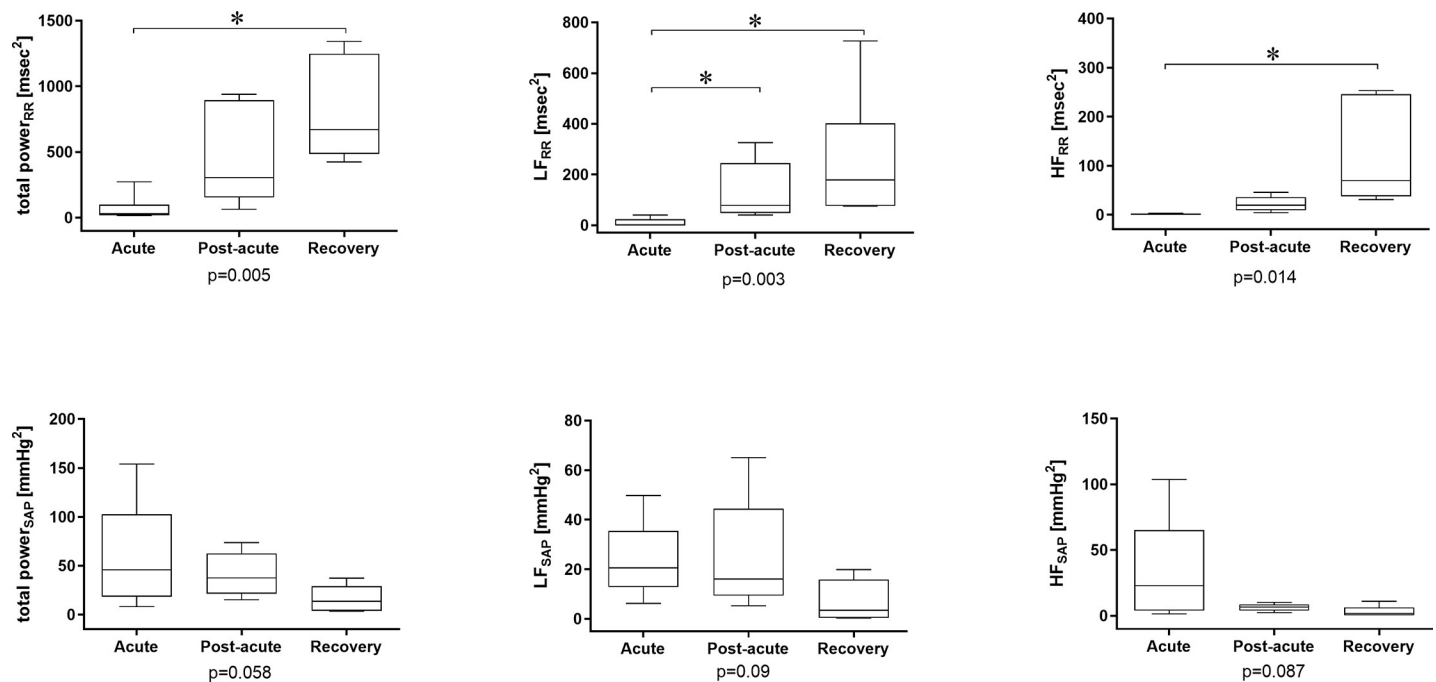 total power_RR [msec²]
1500
1000
500
0
*
Acute Post-acute Recovery
p=0.005
LF_RR [msec²]
800
600
400
200
0
*
*
Acute Post-acute Recovery
p=0.003
HF_RR [msec²]
400
300
200
100
0
*
Acute Post-acute Recovery
p=0.014
total power_SAP [mmHg²]
200
150
100
50
0
Acute Post-acute Recovery
p=0.058
LF_SAP [mmHg²]
80
60
40
20
0
Acute Post-acute Recovery
p=0.09
HF_SAP [mmHg²]
150
100
50
0
Acute Post-acute Recovery
p=0.087